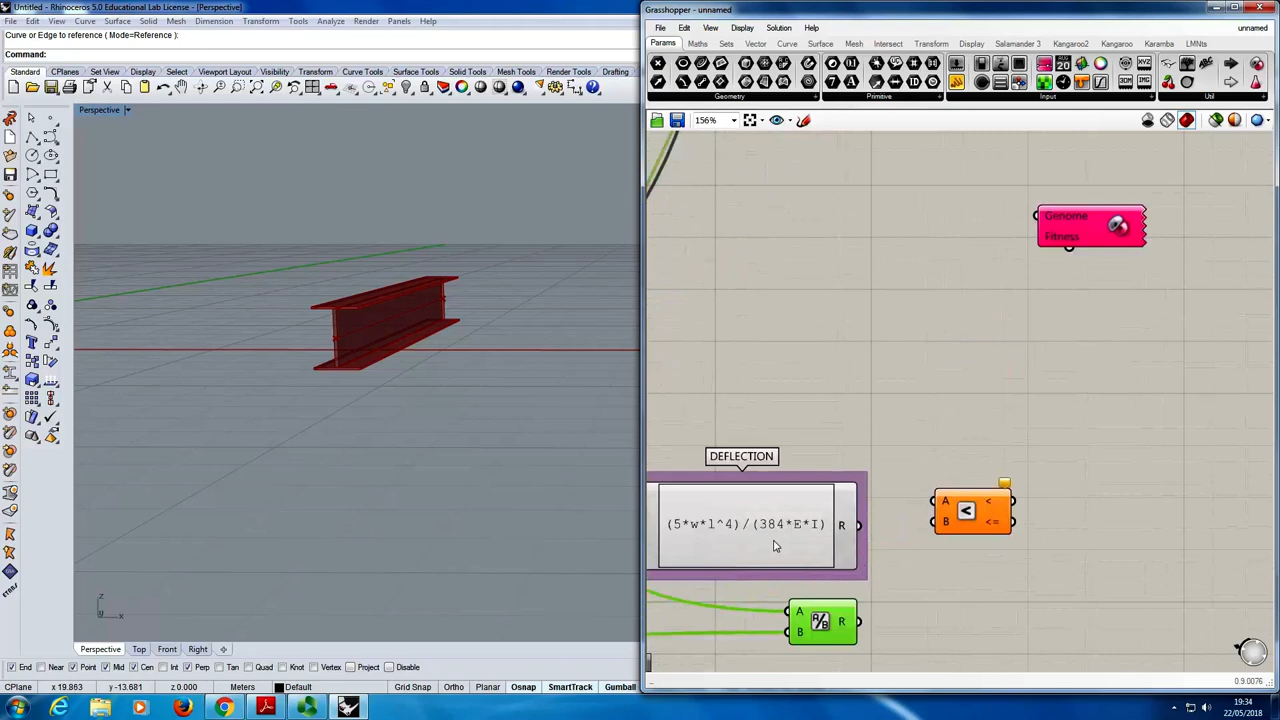 Untitled - Rhinoceros 5.0 Educational Lab License - [Perspective]
File Edit View Curve Surface Solid Mesh Dimension Transform Tools Analyze Render Panels Help
Curve or Edge to reference ( Mode=Reference ):
Command:
Standard CPlanes Set View Display Select Viewport Layout Visibility Transform Curve Tools Surface Tools Solid Tools Mesh Tools Render Tools Drafting
Perspective
z
x
Perspective Top Front Right
End Near Point Mid Cen Int Perp Tan Quad Knot Vertex Project Disable
CPlane x 19.863 y -13.681 z 0.000 Meters Default Grid Snap Ortho Planar Osnap SmartTrack Gumball
Grasshopper - unnamed
File Edit View Display Solution Help unnamed
Params Maths Sets Vector Curve Surface Mesh Intersect Transform Display Salamander 3 Kangaroo2 Kangaroo Karamba LMNts
Geometry Primitive Input Util
156%
Genome
Fitness
DEFLECTION
(5*w*l^4)/(384*E*I) R
A <
B <=
<
A
B
A/B
R
0.9.0076
19:34
22/05/2018